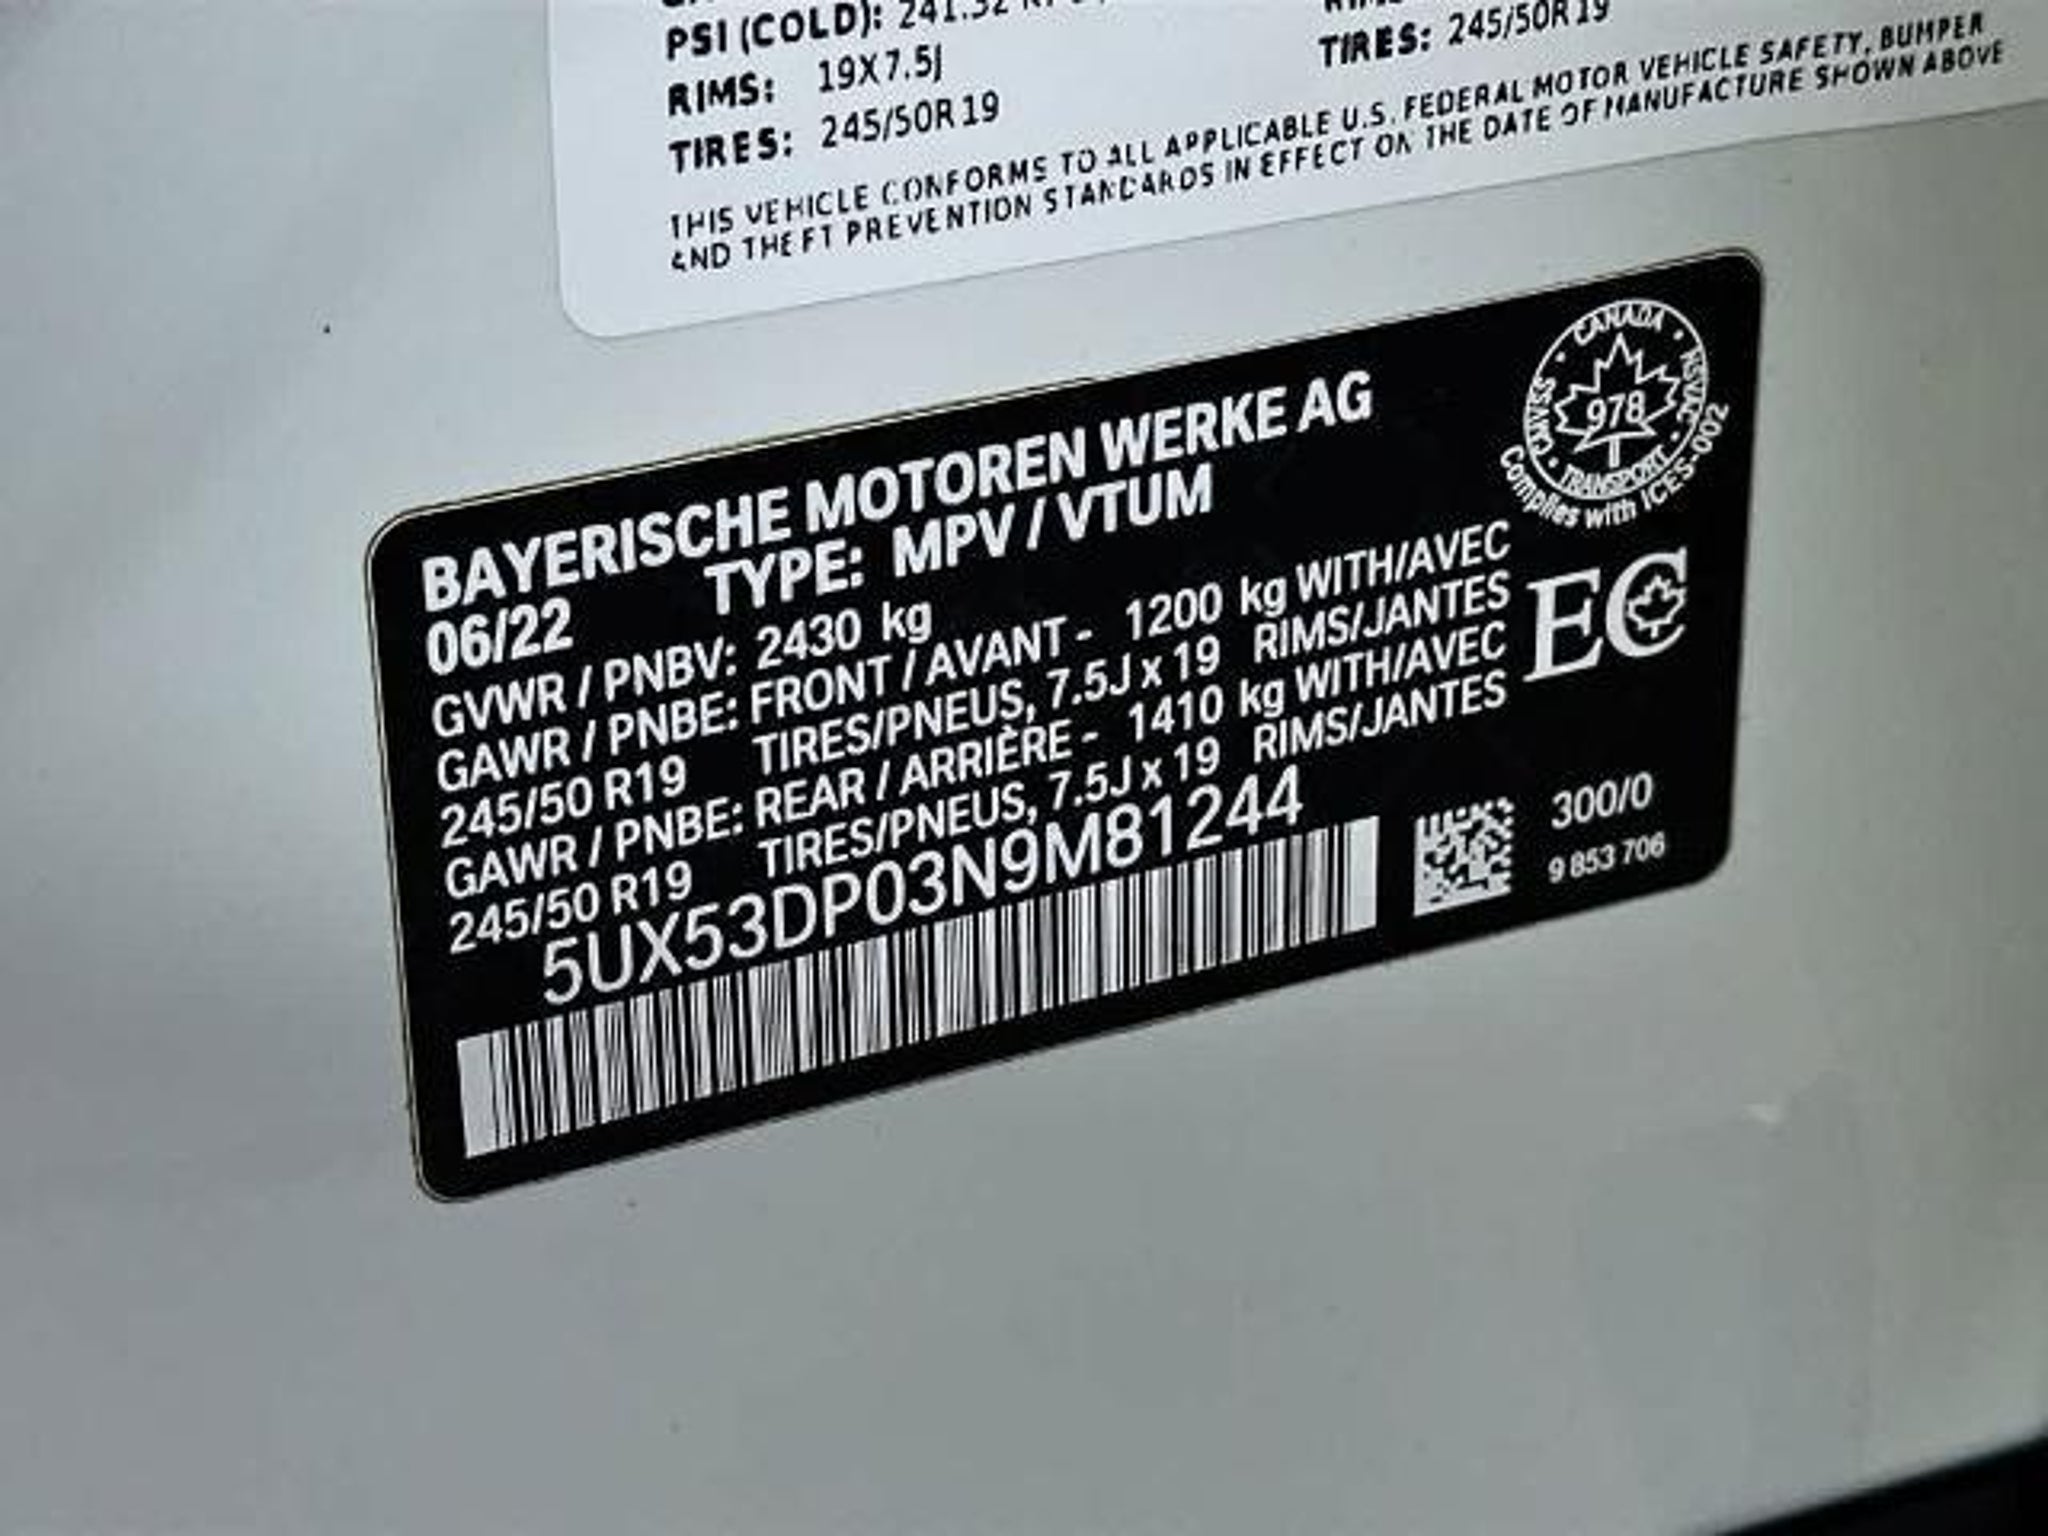 PSI (COLD): 241.32
RIMS: 19X7.5J
TIRES: 245/50R19
TIRES: 245/50R19
THIS VEHICLE CONFORMS TO ALL APPLICABLE U.S. FEDERAL MOTOR VEHICLE SAFETY, BUMPER
AND THEFT PREVENTION STANDARDS IN EFFECT ON THE DATE OF MANUFACTURE SHOWN ABOVE
BAYERISCHE MOTOREN WERKE AG
06/22 TYPE: MPV / VTUM
GVWR / PNBV: 2430 kg
GAWR / PNBE: FRONT / AVANT - 1200 kg WITH/AVEC
245/50 R19 TIRES/PNEUS, 7.5J x 19 RIMS/JANTES
GAWR / PNBE: REAR / ARRIÈRE - 1410 kg WITH/AVEC
245/50 R19 TIRES/PNEUS, 7.5J x 19 RIMS/JANTES
5UX53DP03N9M81244
CANADA
NSVAC
TRANSPORT
CMVSS
978
Complies with ICES-002
EC
300/0
9 853 706